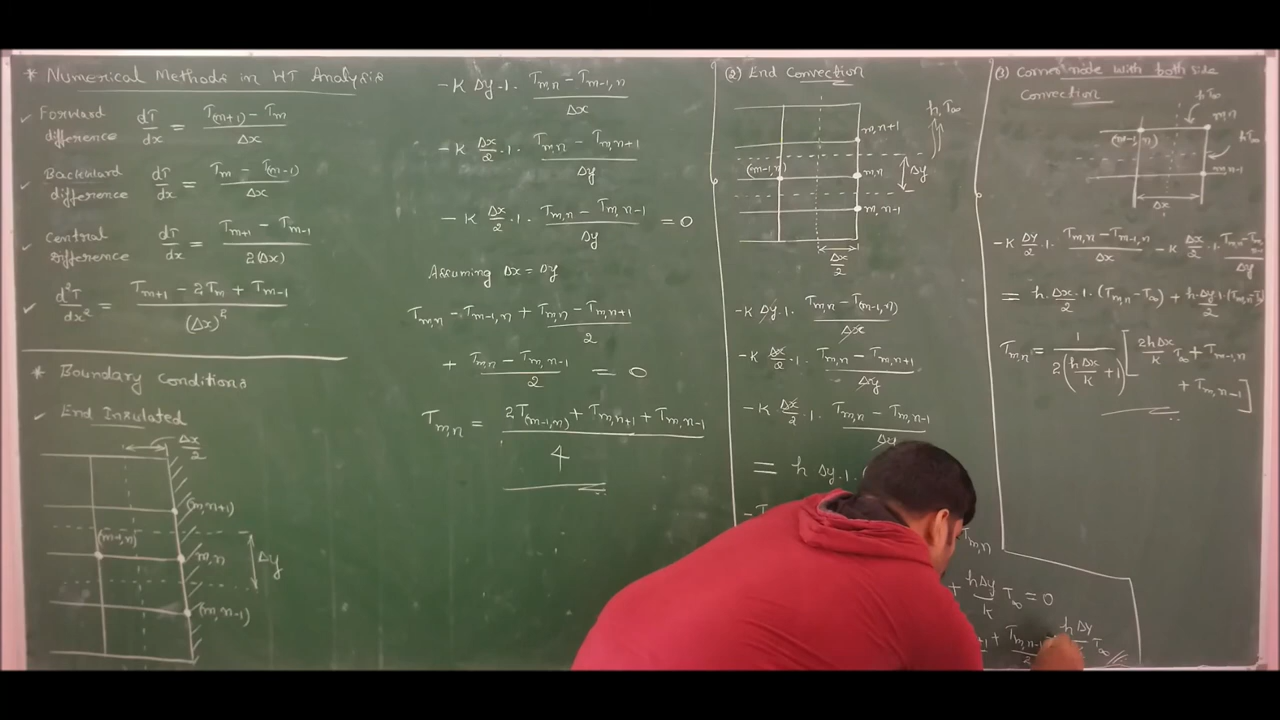 * Numerical Methods in HT Analysis
✓ Forward difference dT/dx = (T(m+1) - Tm)/Δx
✓ Backward difference dT/dx = (Tm - T(m-1))/Δx
✓ Central difference dT/dx = (Tm+1 - Tm-1)/2(Δx)
✓ d²T/dx² = (Tm+1 - 2Tm + Tm-1)/(Δx)²
* Boundary Conditions
✓ End Insulated
Δx/2
(m,n+1)
(m-1,n)
m,n
Δy
(m,n-1)
-K Δy·1· (Tm,n - Tm-1,n)/Δx
-K Δx/2 ·1· (Tm,n - Tm,n+1)/Δy
-K Δx/2 ·1· (Tm,n - Tm,n-1)/Δy = 0
Assuming Δx = Δy
Tm,n - Tm-1,n + (Tm,n - Tm,n+1)/2
+ (Tm,n - Tm,n-1)/2 = 0
Tm,n = (2T(m-1,n) + Tm,n+1 + Tm,n-1)/4
(2) End Convection
h, T∞
m,n+1
(m-1,n)
m,n
Δy
m,n-1
Δx/2
-K Δy·1· (Tm,n - T(m-1,n))/Δx
-K Δx/2 ·1· (Tm,n - Tm,n+1)/Δy
-K Δx/2 ·1· (Tm,n - Tm,n-1)/Δy
= h Δy·1·
Tm,n
+ hΔy/K T∞ = 0
+ Tm,n-1/2
hΔy
T∞
(3) Corner node with both side
Convection
h T∞
m,n
(m-1,n)
h T∞
m,n-1
Δx
-K Δy/2 ·1· (Tm,n - Tm-1,n)/Δx - K Δx/2 ·1· (Tm,n - Tm,
Δy
= h·Δx/2·1·(Tm,n - T∞) + h·Δy/2·1·(Tm,n - T
Tm,n = 1/2(hΔx/K + 1) [2hΔx/K T∞ + Tm-1,n
+ Tm,n-1]